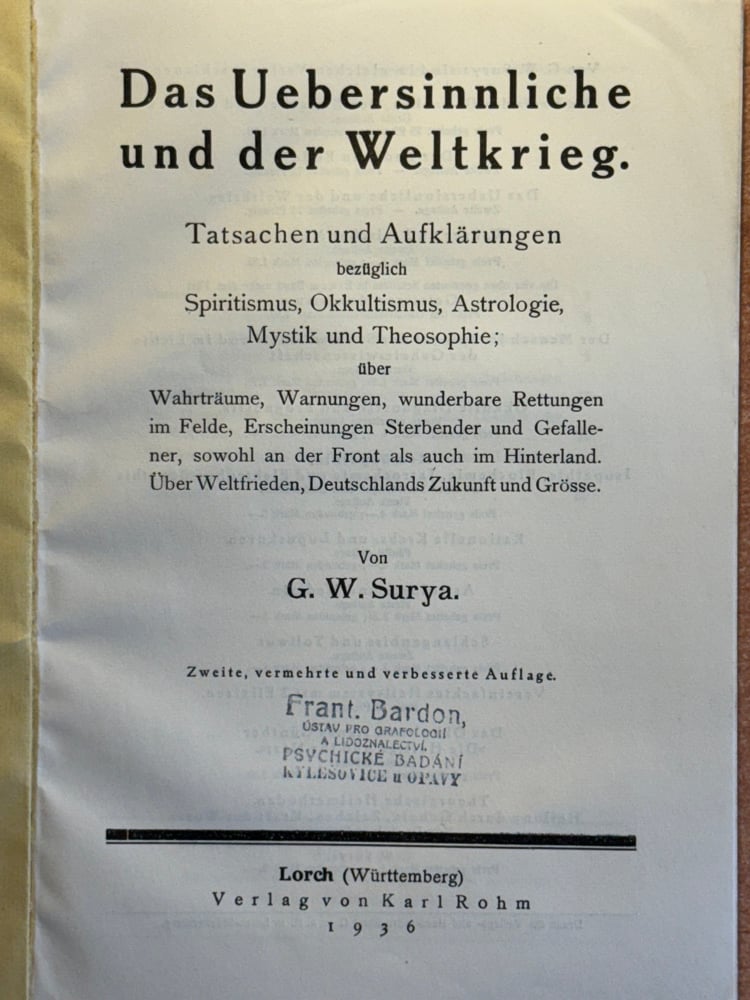 Das Uebersinnliche
und der Weltkrieg.
Tatsachen und Aufklärungen
bezüglich
Spiritismus, Okkultismus, Astrologie,
Mystik und Theosophie;
über
Wahrträume, Warnungen, wunderbare Rettungen
im Felde, Erscheinungen Sterbender und Gefalle-
ner, sowohl an der Front als auch im Hinterland.
Über Weltfrieden, Deutschlands Zukunft und Grösse.
Von
G. W. Surya.
Zweite, vermehrte und verbesserte Auflage.
Frant. Bardon,
ÚSTAV PRO GRAFOLOGII
A LIDOZNALECTVÍ.
PSYCHICKÉ BADÁNÍ
KYLEŠOVICE u OPAVY
Lorch (Württemberg)
Verlag von Karl Rohm
1936